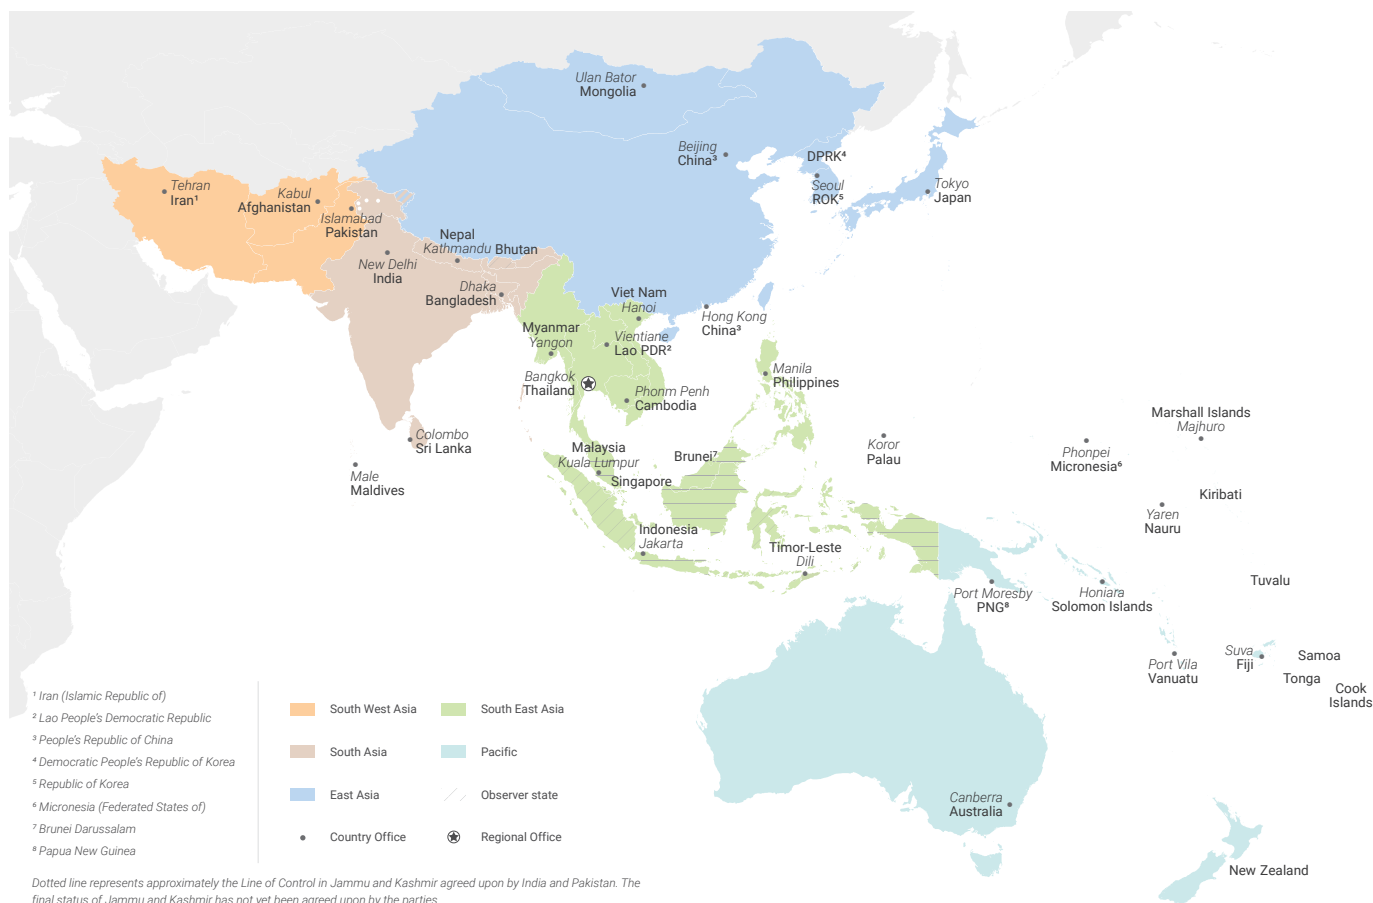 Ulan Bator
Mongolia
Beijing
China³
DPRK⁴
Seoul
ROK⁵
Tokyo
Japan
Tehran
Iran¹
Kabul
Afghanistan
Islamabad
Pakistan
Nepal
Kathmandu
Bhutan
New Delhi
India
Dhaka
Bangladesh
Viet Nam
Hanoi
Hong Kong
China³
Myanmar
Yangon
Vientiane
Lao PDR²
Bangkok
Thailand
Phonm Penh
Cambodia
Manila
Philippines
Colombo
Sri Lanka
Male
Maldives
Malaysia
Kuala Lumpur
Singapore
Brunei⁷
Koror
Palau
Marshall Islands
Majhuro
Phonpei
Micronesia⁶
Kiribati
Yaren
Nauru
Indonesia
Jakarta
Timor-Leste
Dili
Port Moresby
PNG⁸
Honiara
Solomon Islands
Tuvalu
Port Vila
Vanuatu
Suva
Fiji
Samoa
Tonga
Cook
Islands
Canberra
Australia
New Zealand
¹ Iran (Islamic Republic of)
² Lao People's Democratic Republic
³ People's Republic of China
⁴ Democratic People's Republic of Korea
⁵ Republic of Korea
⁶ Micronesia (Federated States of)
⁷ Brunei Darussalam
⁸ Papua New Guinea
South West Asia
South East Asia
South Asia
Pacific
East Asia
Observer state
Country Office
Regional Office
Dotted line represents approximately the Line of Control in Jammu and Kashmir agreed upon by India and Pakistan. The
final status of Jammu and Kashmir has not yet been agreed upon by the parties.